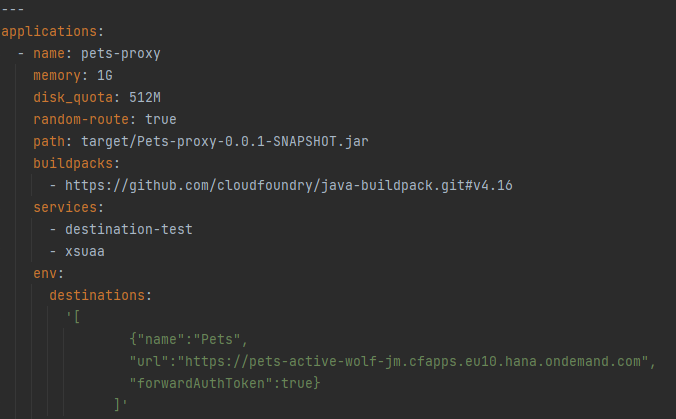 ---
applications:
  - name: pets-proxy
    memory: 1G
    disk_quota: 512M
    random-route: true
    path: target/Pets-proxy-0.0.1-SNAPSHOT.jar
    buildpacks:
      - https://github.com/cloudfoundry/java-buildpack.git#v4.16
    services:
      - destination-test
      - xsuaa
    env:
      destinations:
        '[
                {"name":"Pets",
                "url":"https://pets-active-wolf-jm.cfapps.eu10.hana.ondemand.com",
                "forwardAuthToken":true}
              ]'